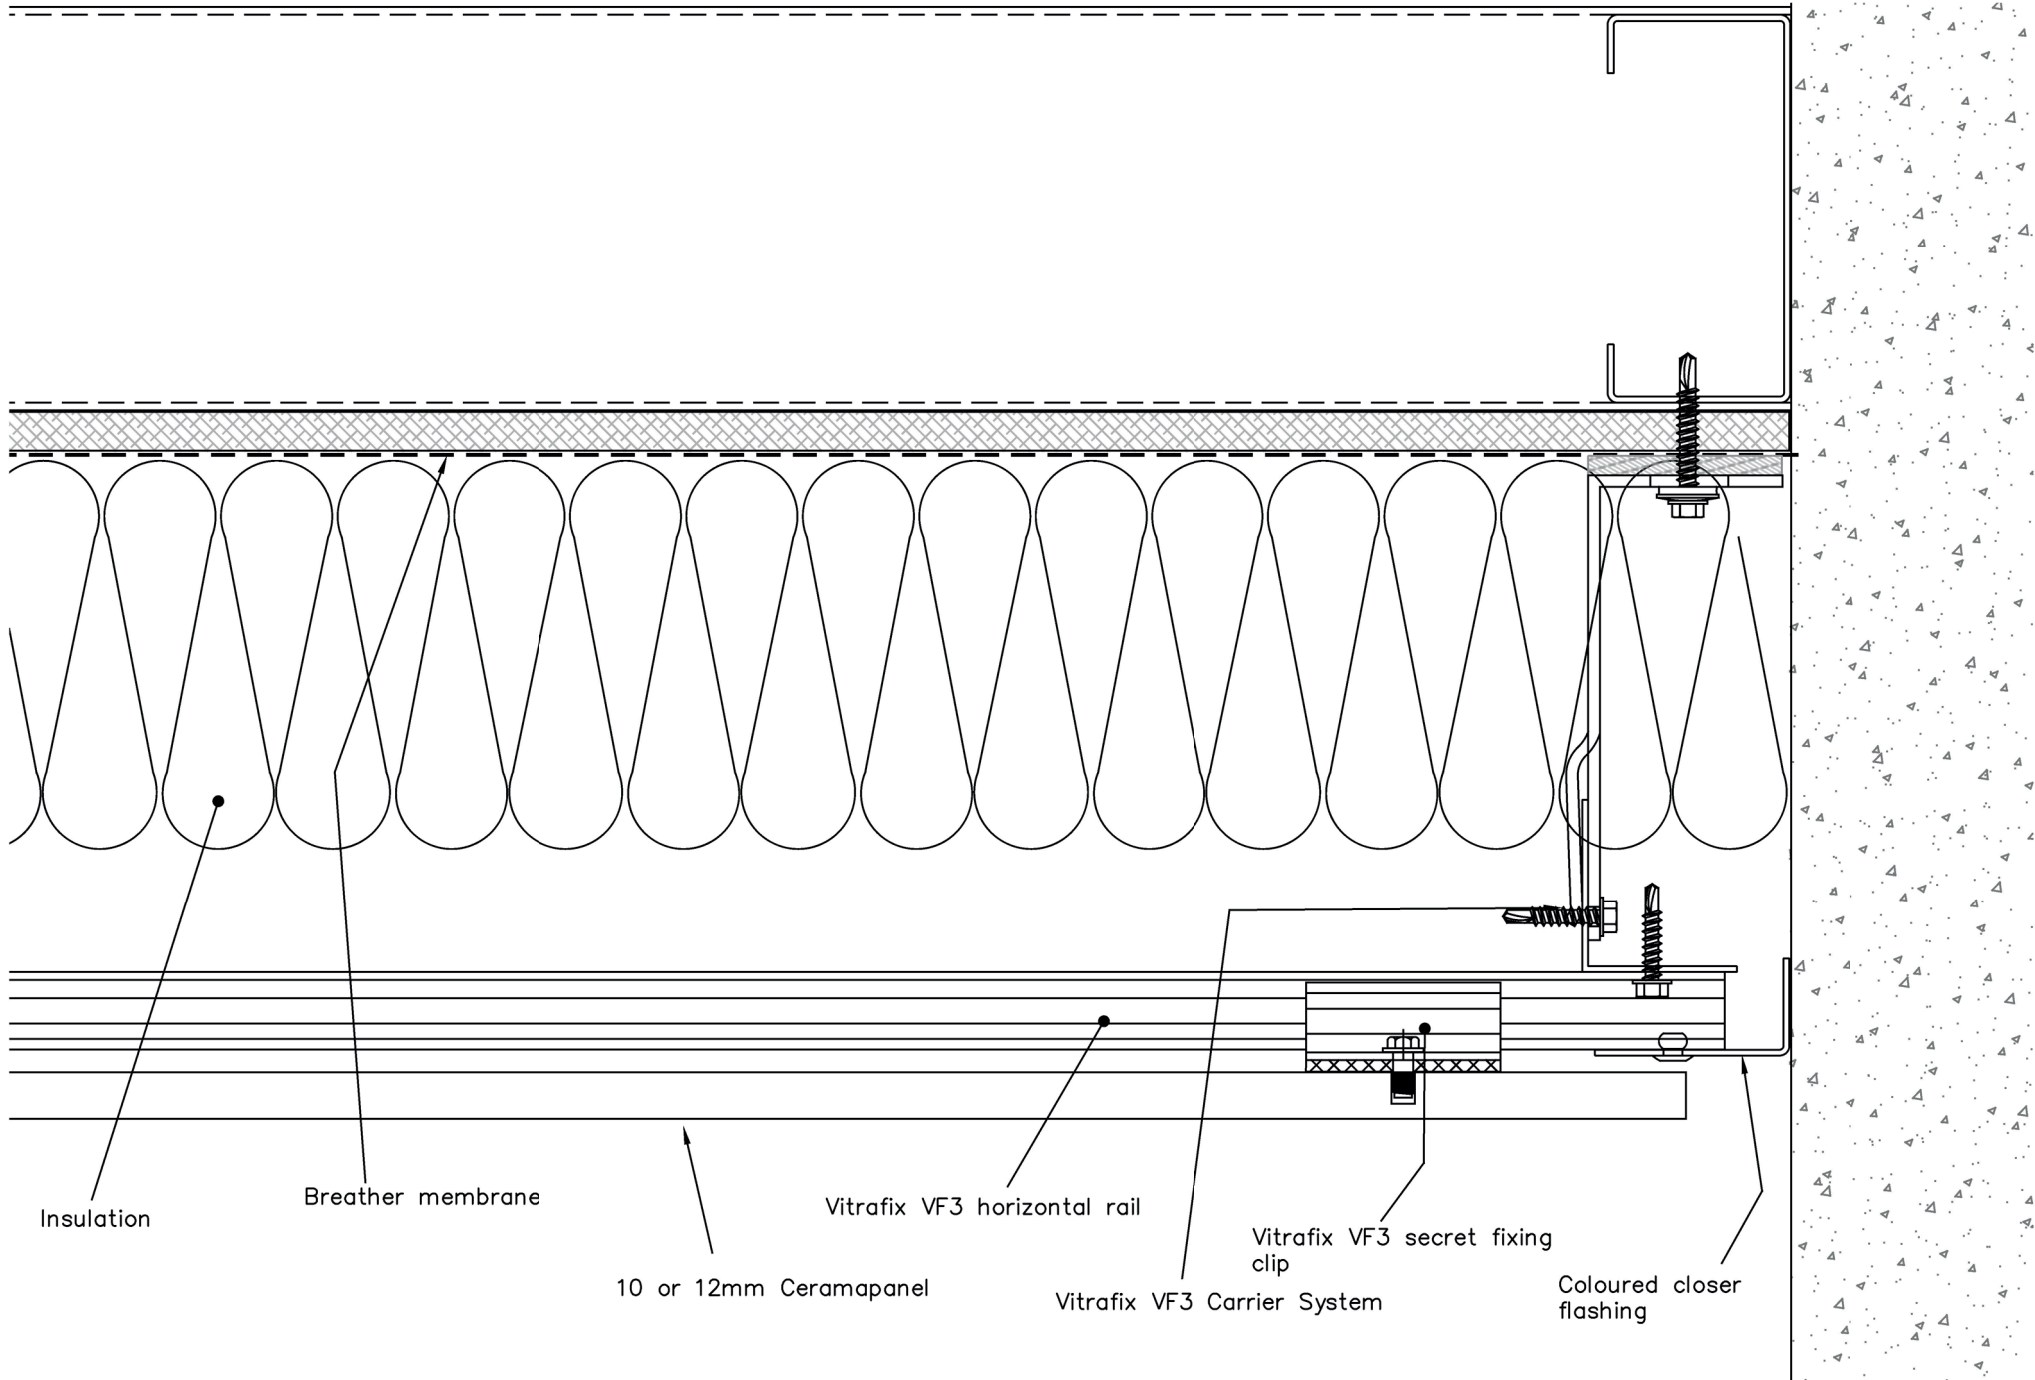 Insulation
Breather membrane
Vitrafix VF3 horizontal rail
10 or 12mm Ceramapanel
Vitrafix VF3 Carrier System
Vitrafix VF3 secret fixing
clip
Coloured closer
flashing